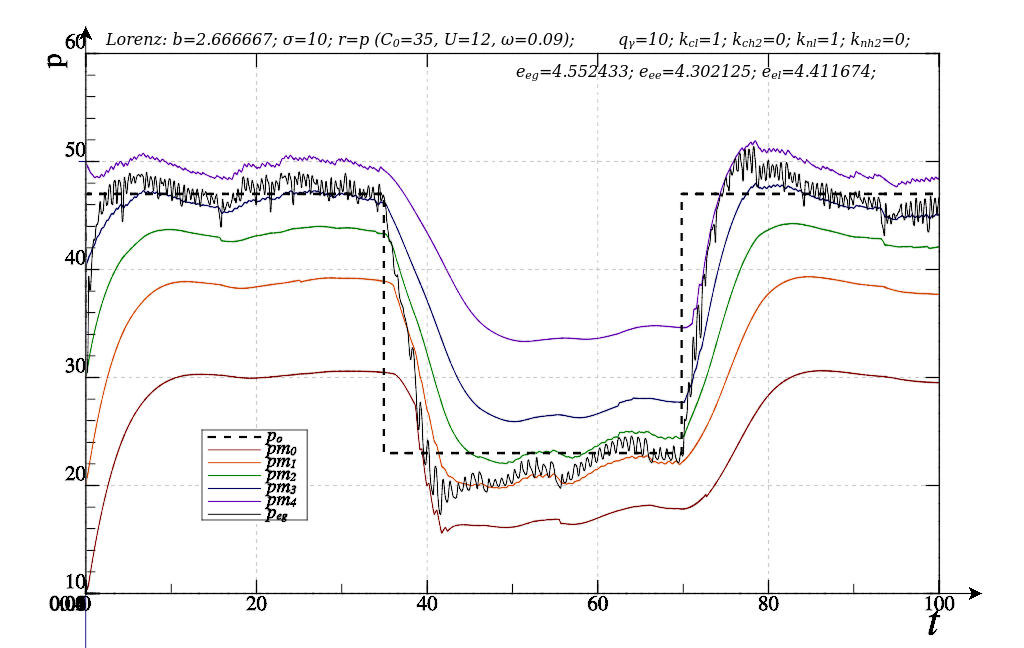 Lorenz: b=2.666667; σ=10; r=p (C₀=35, U=12, ω=0.09); qᵧ=10; k_cl=1; k_ch2=0; k_nl=1; k_nh2=0;
e_eg=4.552433; e_ee=4.302125; e_el=4.411674;
p
60
50
40
30
20
10
p_o
pm₀
pm₁
pm₂
pm₃
pm₄
p_eg
20 40 60 80 100
t